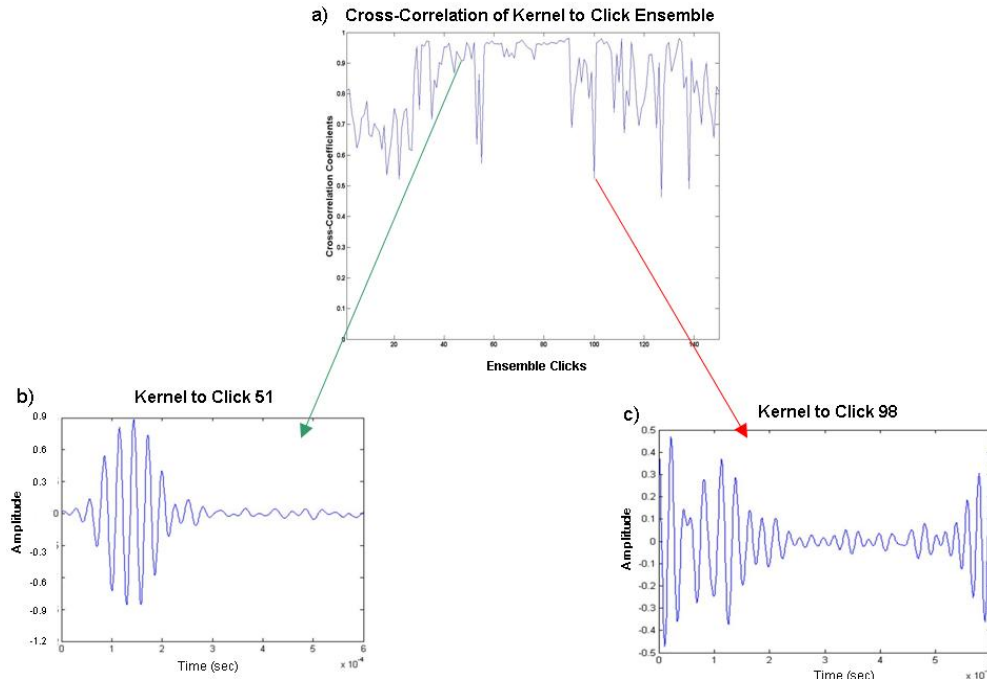 a) Cross-Correlation of Kernel to Click Ensemble
1
0.9
0.8
0.7
0.6
0.5
0.4
0.3
0.2
0.1
0
Cross-Correlation Coefficients
20 40 60 80 100 120 140
Ensemble Clicks
b) Kernel to Click 51
0.9
0.6
0.3
0
-0.3
-0.6
-0.9
-1.2
Amplitude
0 1 2 3 4 5 6
Time (sec)
x 10⁻⁴
c) Kernel to Click 98
0.5
0.4
0.3
0.2
0.1
0
-0.1
-0.2
-0.3
-0.4
-0.5
Amplitude
0 1 2 3 4 5
Time (sec)
x 10